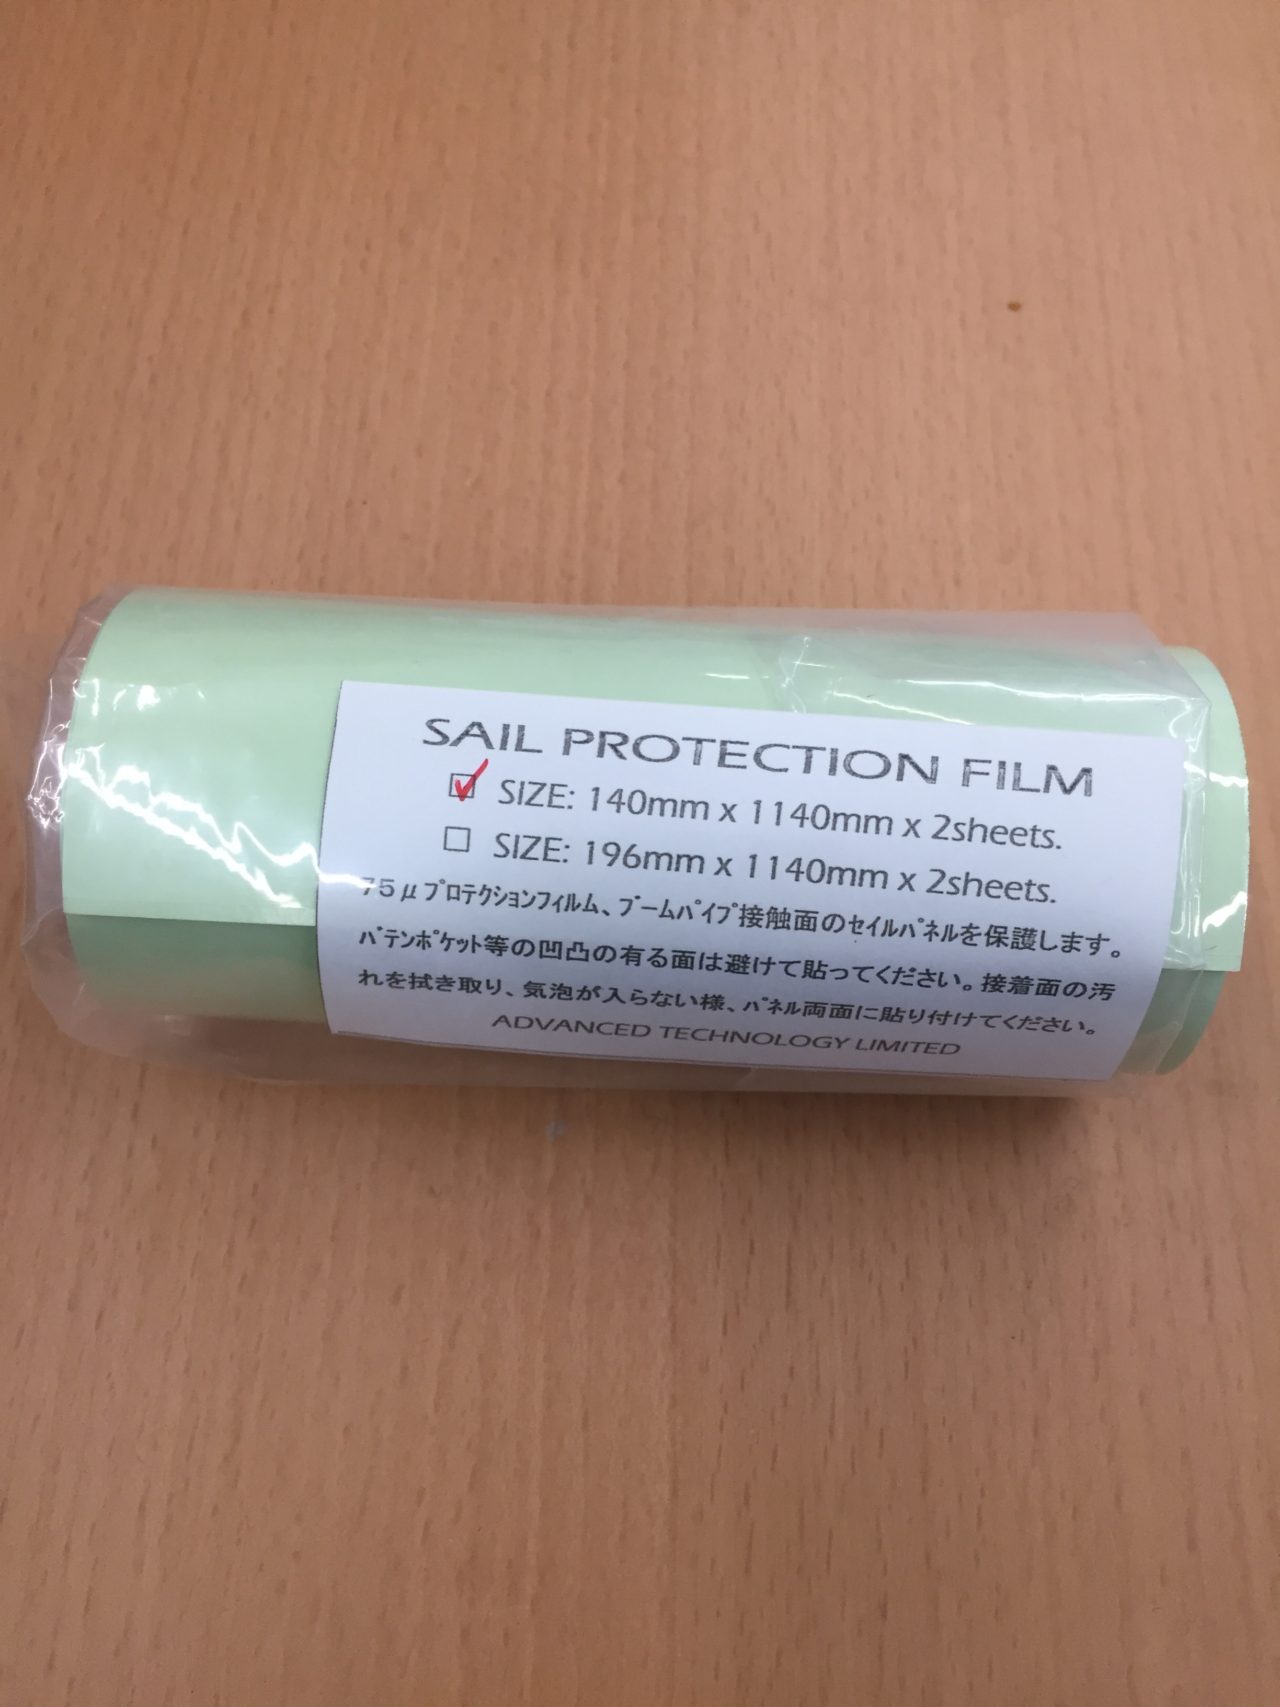 SAIL PROTECTION FILM
☑ SIZE: 140mm x 1140mm x 2sheets.
☐ SIZE: 196mm x 1140mm x 2sheets.
75μプロテクションフィルム、ブームパイプ接触面のセイルパネルを保護します。
バテンポケット等の凹凸の有る面は避けて貼ってください。接着面の汚
れを拭き取り、気泡が入らない様、パネル両面に貼り付けてください。
ADVANCED TECHNOLOGY LIMITED